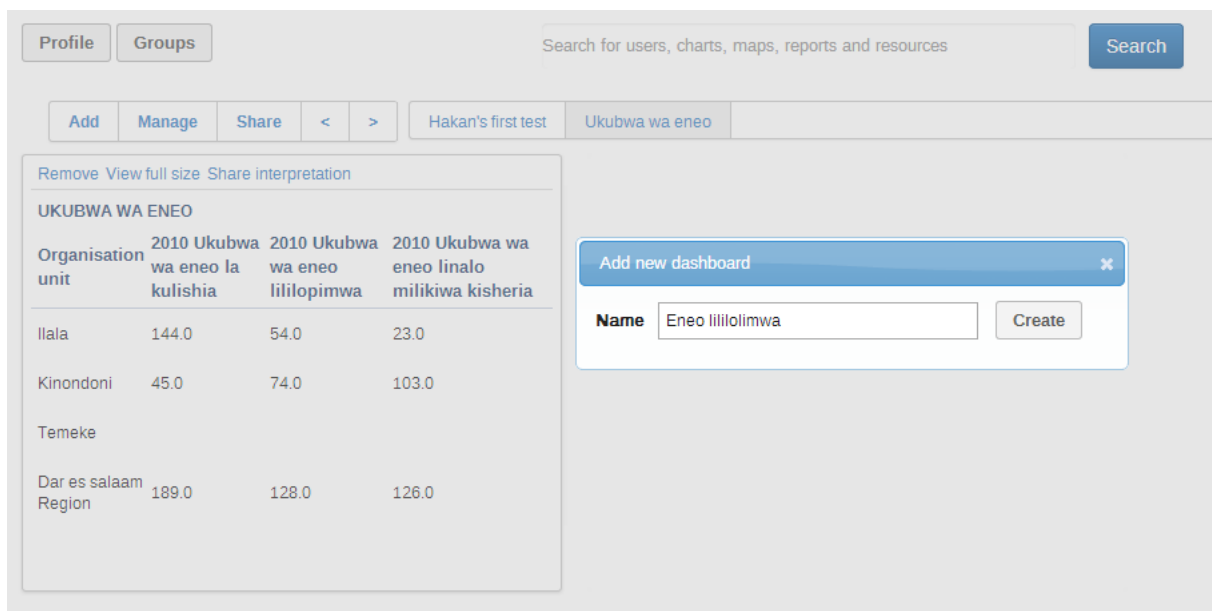 Profile Groups Search for users, charts, maps, reports and resources Search
Add Manage Share < > Hakan's first test Ukubwa wa eneo
Remove View full size Share interpretation
UKUBWA WA ENEO
Organisation unit
2010 Ukubwa wa eneo la kulishia
2010 Ukubwa wa eneo lililopimwa
2010 Ukubwa wa eneo linalo milikiwa kisheria
Ilala 144.0 54.0 23.0
Kinondoni 45.0 74.0 103.0
Temeke
Dar es salaam Region 189.0 128.0 126.0
Add new dashboard ×
Name Eneo lililolimwa Create